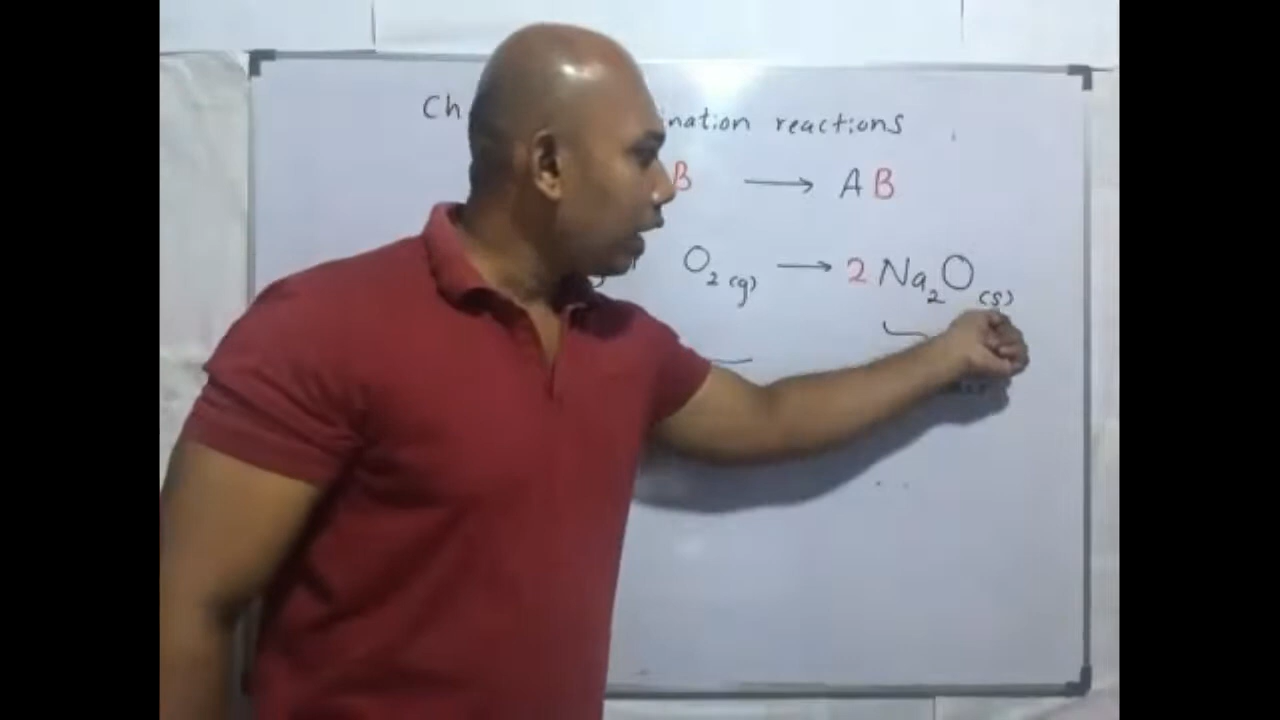 Ch ination reactions
B → AB
O₂ (g) → 2 Na₂O (s)